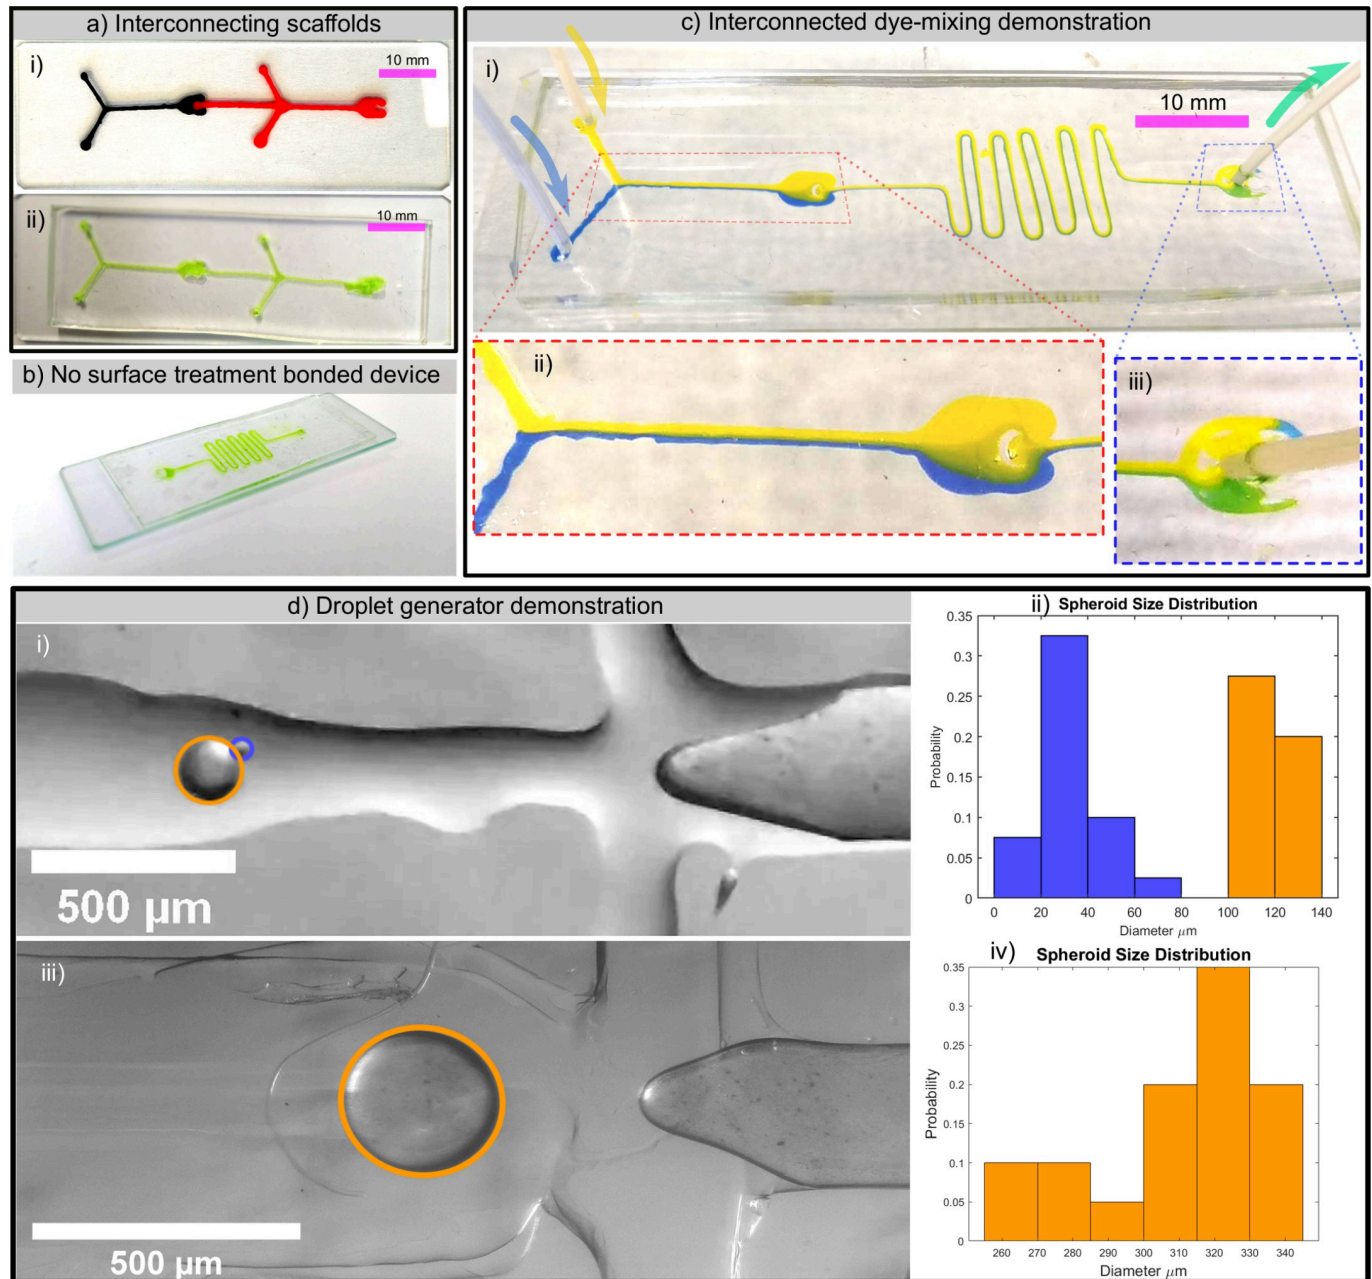 a) Interconnecting scaffolds
i)
10 mm
ii)
10 mm
b) No surface treatment bonded device
c) Interconnected dye-mixing demonstration
i)
10 mm
ii)
iii)
d) Droplet generator demonstration
i)
500 µm
ii) Spheroid Size Distribution
0.35
0.3
0.25
0.2
0.15
0.1
0.05
0
Probability
0 20 40 60 80 100 120 140
Diameter µm
iii)
500 µm
iv) Spheroid Size Distribution
0.35
0.3
0.25
0.2
0.15
0.1
0.05
0
Probability
260 270 280 290 300 310 320 330 340
Diameter µm